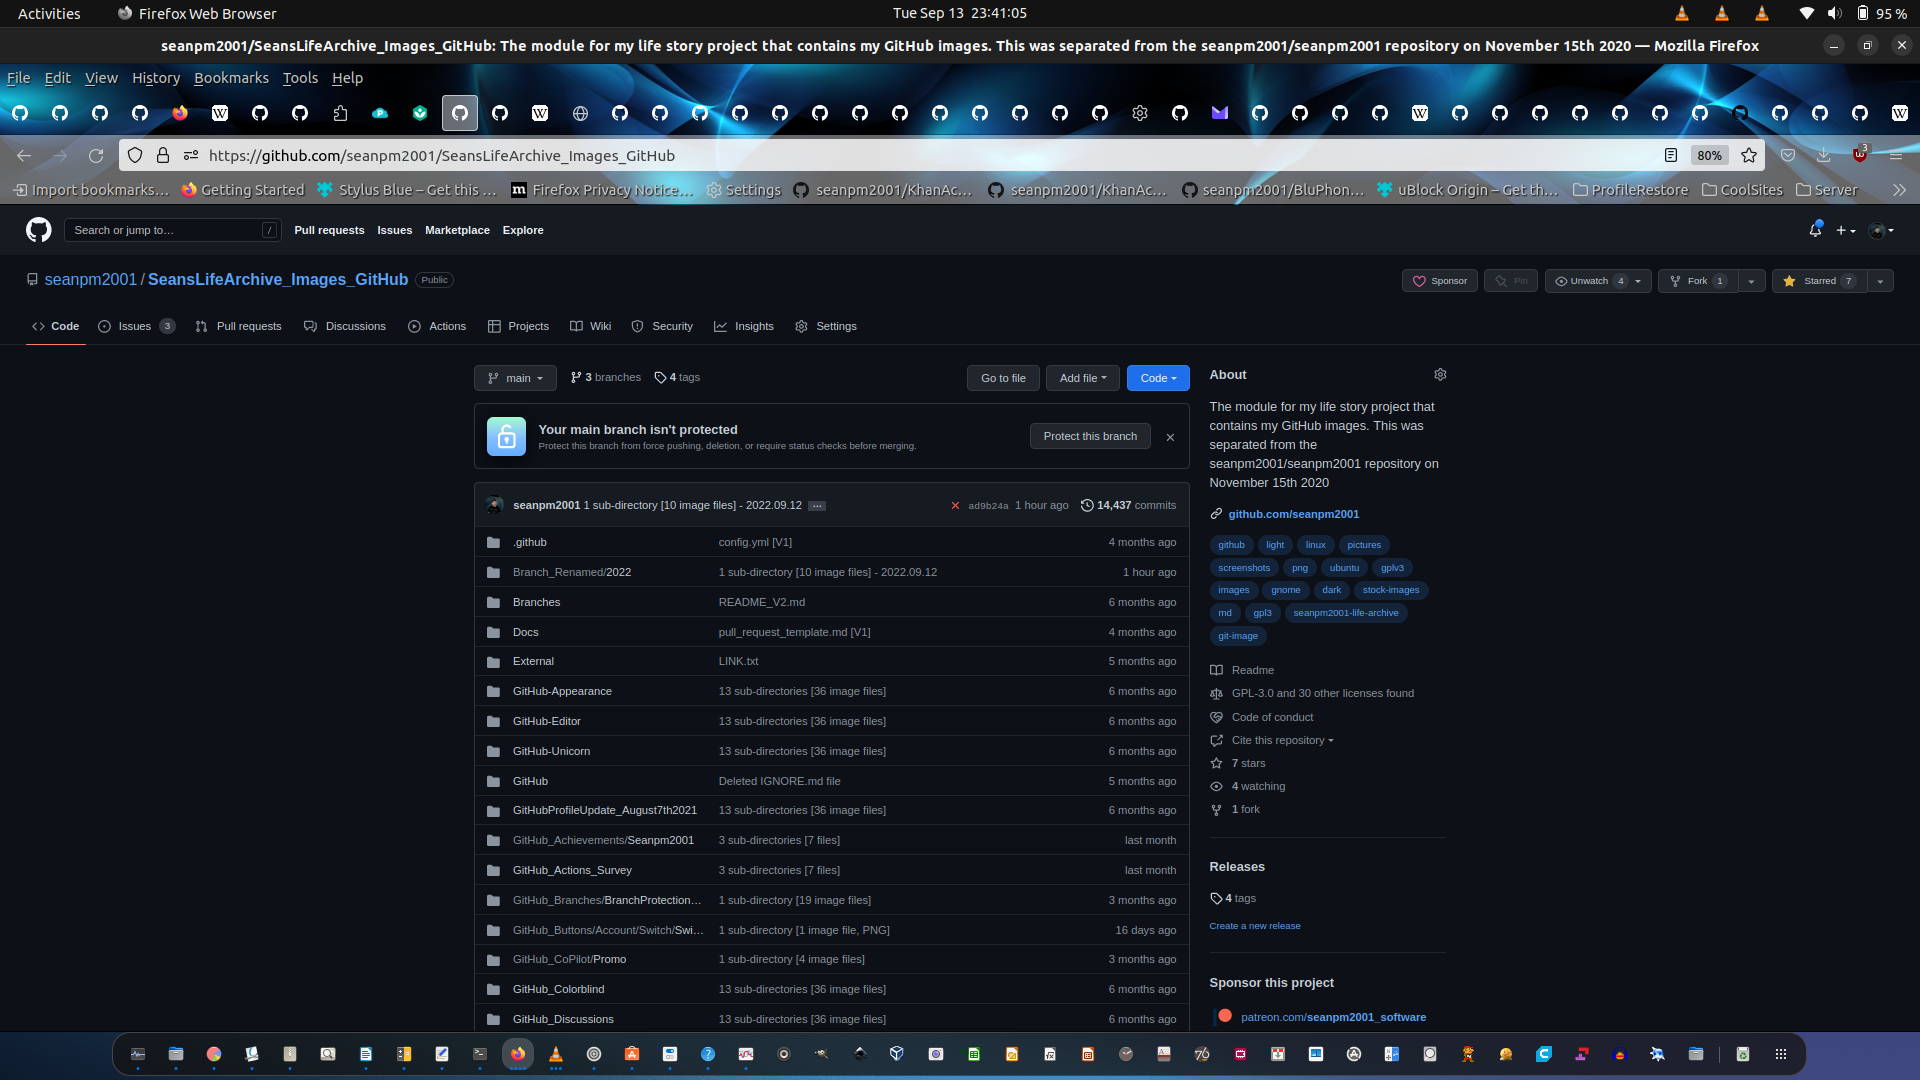 Activities Firefox Web Browser Tue Sep 13 23:41:05 95 %
seanpm2001/SeansLifeArchive_Images_GitHub: The module for my life story project that contains my GitHub images. This was separated from the seanpm2001/seanpm2001 repository on November 15th 2020 — Mozilla Firefox
File Edit View History Bookmarks Tools Help
https://github.com/seanpm2001/SeansLifeArchive_Images_GitHub 80% 3
Import bookmarks... Getting Started Stylus Blue – Get this ... Firefox Privacy Notice... Settings seanpm2001/KhanAc... seanpm2001/KhanAc... seanpm2001/BluPhon... uBlock Origin – Get th... ProfileRestore CoolSites Server
Search or jump to... / Pull requests Issues Marketplace Explore
seanpm2001 / SeansLifeArchive_Images_GitHub Public Sponsor Pin Unwatch 4 Fork 1 Starred 7
Code Issues 3 Pull requests Discussions Actions Projects Wiki Security Insights Settings
main 3 branches 4 tags Go to file Add file Code
Your main branch isn't protected
Protect this branch from force pushing, deletion, or require status checks before merging.
Protect this branch
seanpm2001 1 sub-directory [10 image files] - 2022.09.12 ... ad9b24a 1 hour ago 14,437 commits
.github config.yml [V1] 4 months ago
Branch_Renamed/2022 1 sub-directory [10 image files] - 2022.09.12 1 hour ago
Branches README_V2.md 6 months ago
Docs pull_request_template.md [V1] 4 months ago
External LINK.txt 5 months ago
GitHub-Appearance 13 sub-directories [36 image files] 6 months ago
GitHub-Editor 13 sub-directories [36 image files] 6 months ago
GitHub-Unicorn 13 sub-directories [36 image files] 6 months ago
GitHub Deleted IGNORE.md file 5 months ago
GitHubProfileUpdate_August7th2021 13 sub-directories [36 image files] 6 months ago
GitHub_Achievements/Seanpm2001 3 sub-directories [7 files] last month
GitHub_Actions_Survey 3 sub-directories [7 files] last month
GitHub_Branches/BranchProtection... 1 sub-directory [19 image files] 3 months ago
GitHub_Buttons/Account/Switch/Swi... 1 sub-directory [1 image file, PNG] 16 days ago
GitHub_CoPilot/Promo 1 sub-directory [4 image files] 3 months ago
GitHub_Colorblind 13 sub-directories [36 image files] 6 months ago
GitHub_Discussions 13 sub-directories [36 image files] 6 months ago
About
The module for my life story project that
contains my GitHub images. This was
separated from the
seanpm2001/seanpm2001 repository on
November 15th 2020
github.com/seanpm2001
github light linux pictures
screenshots png ubuntu gplv3
images gnome dark stock-images
md gpl3 seanpm2001-life-archive
git-image
Readme
GPL-3.0 and 30 other licenses found
Code of conduct
Cite this repository
7 stars
4 watching
1 fork
Releases
4 tags
Create a new release
Sponsor this project
patreon.com/seanpm2001_software